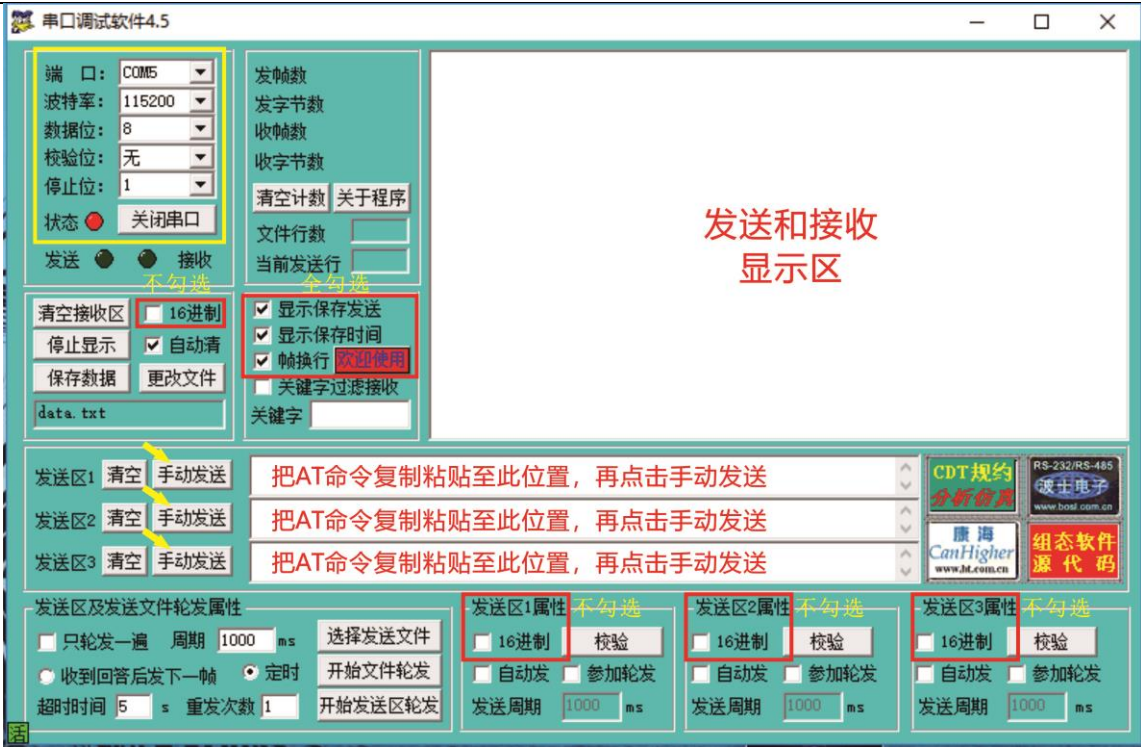 串口调试软件4.5
端 口: COM5
波特率: 115200
数据位: 8
校验位: 无
停止位: 1
状态 关闭串口
发送 接收
不勾选
清空接收区 16进制
停止显示 自动清
保存数据 更改文件
data.txt
发帧数
发字节数
收帧数
收字节数
清空计数 关于程序
文件行数
当前发送行
全勾选
显示保存发送
显示保存时间
帧换行 欢迎使用
关键字过滤接收
关键字
发送和接收
显示区
发送区1 清空 手动发送 把AT命令复制粘贴至此位置，再点击手动发送
发送区2 清空 手动发送 把AT命令复制粘贴至此位置，再点击手动发送
发送区3 清空 手动发送 把AT命令复制粘贴至此位置，再点击手动发送
CDT规约
分析仿真
RS-232/RS-485
波士电子
www.bosi.com.cn
康海
CanHigher
www.ht.com.cn
组态软件
源代码
发送区及发送文件轮发属性
只轮发一遍 周期 1000 ms 选择发送文件
收到回答后发下一帧 定时 开始文件轮发
超时时间 5 s 重发次数 1 开始发送区轮发
发送区1属性 不勾选
16进制 校验
自动发 参加轮发
发送周期 1000 ms
发送区2属性 不勾选
16进制 校验
自动发 参加轮发
发送周期 1000 ms
发送区3属性 不勾选
16进制 校验
自动发 参加轮发
发送周期 1000 ms
活